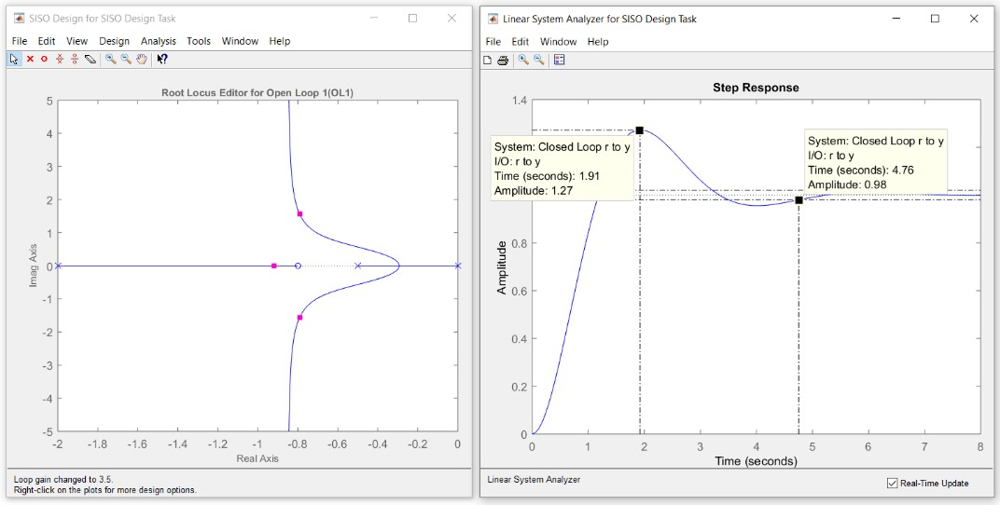 SISO Design for SISO Design Task
File Edit View Design Analysis Tools Window Help
Root Locus Editor for Open Loop 1(OL1)
Imag Axis
5
4
3
2
1
0
-1
-2
-3
-4
-5
-2 -1.8 -1.6 -1.4 -1.2 -1 -0.8 -0.6 -0.4 -0.2 0
Real Axis
Loop gain changed to 3.5.
Right-click on the plots for more design options.
Linear System Analyzer for SISO Design Task
File Edit Window Help
Step Response
1.4
System: Closed Loop r to y
I/O: r to y
Time (seconds): 1.91
Amplitude: 1.27
System: Closed Loop r to y
I/O: r to y
Time (seconds): 4.76
Amplitude: 0.98
Amplitude
0.8
0.6
0.4
0.2
0
0 1 2 3 4 5 6 7 8
Time (seconds)
Linear System Analyzer
Real-Time Update